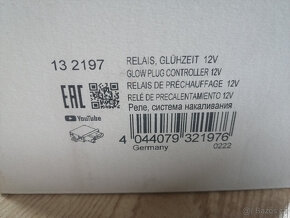 13 2197
RELAIS, GLÜHZEIT 12V
GLOW PLUG CONTROLLER 12V
RELAIS DE PRÉCHAUFFAGE 12V
RELÉ DE PRECALENTAMIENTO 12V
Реле, система накаливания
EAC
YouTube
4 044079 321976
Germany
0222